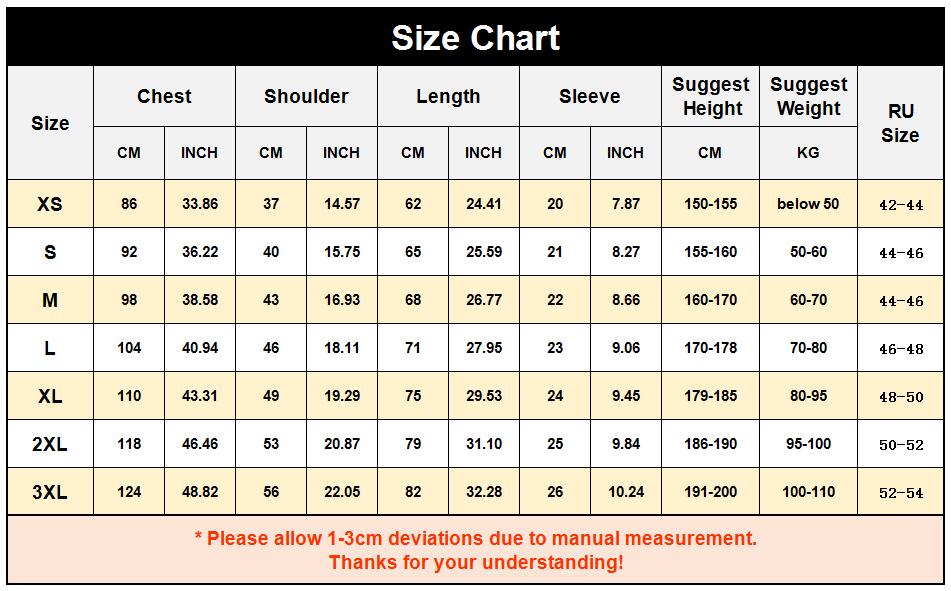 Size Chart
Size Chest Shoulder Length Sleeve Suggest Height Suggest Weight RU Size
CM INCH CM INCH CM INCH CM INCH CM KG
XS 86 33.86 37 14.57 62 24.41 20 7.87 150-155 below 50 42-44
S 92 36.22 40 15.75 65 25.59 21 8.27 155-160 50-60 44-46
M 98 38.58 43 16.93 68 26.77 22 8.66 160-170 60-70 44-46
L 104 40.94 46 18.11 71 27.95 23 9.06 170-178 70-80 46-48
XL 110 43.31 49 19.29 75 29.53 24 9.45 179-185 80-95 48-50
2XL 118 46.46 53 20.87 79 31.10 25 9.84 186-190 95-100 50-52
3XL 124 48.82 56 22.05 82 32.28 26 10.24 191-200 100-110 52-54
* Please allow 1-3cm deviations due to manual measurement.
Thanks for your understanding!